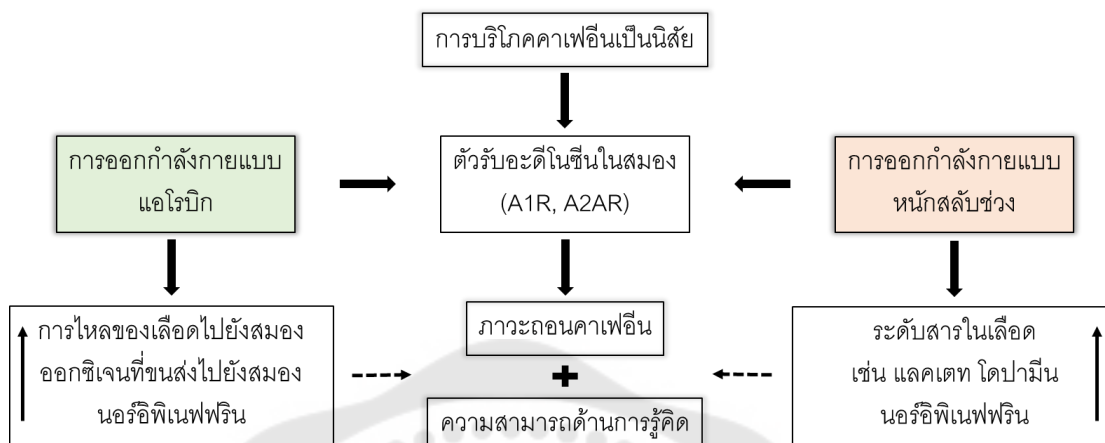 การบริโภคคาเฟอีนเป็นนิสัย
การออกกำลังกายแบบ
แอโรบิก
ตัวรับอะดีโนซีนในสมอง
(A1R, A2AR)
การออกกำลังกายแบบ
หนักสลับช่วง
การไหลของเลือดไปยังสมอง
ออกซิเจนที่ขนส่งไปยังสมอง
นอร์อิพิเนฟฟริน
ภาวะถอนคาเฟอีน
+
ความสามารถด้านการรู้คิด
ระดับสารในเลือด
เช่น แลคเตท โดปามีน
นอร์อิพิเนฟฟริน